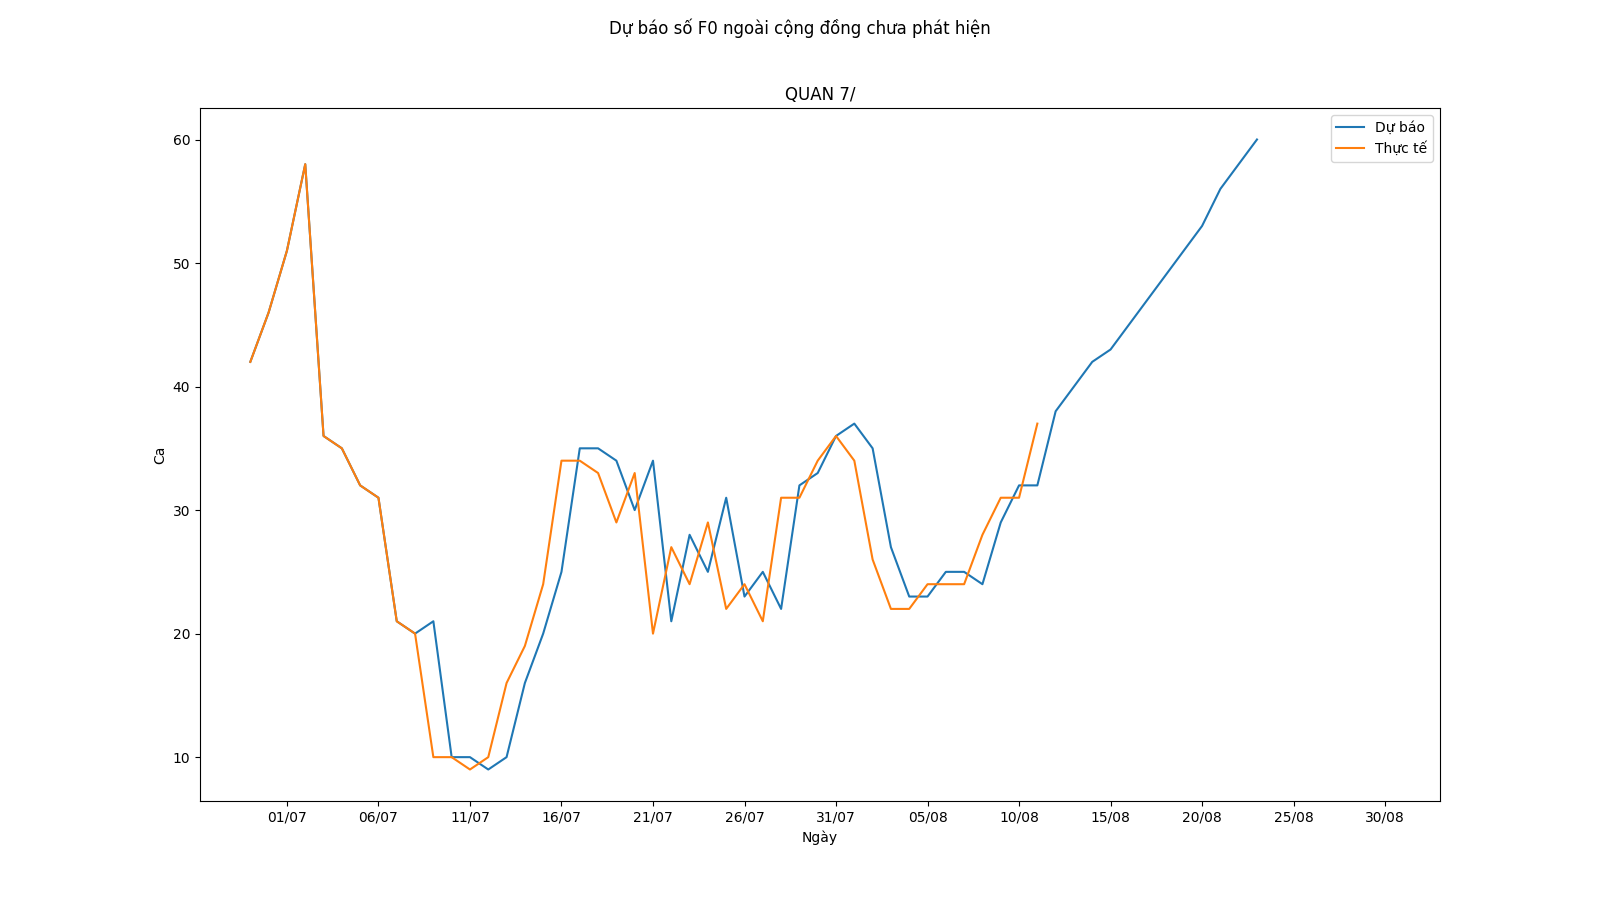 Dự báo số F0 ngoài cộng đồng chưa phát hiện
QUAN 7/
Dự báo
Thực tế
60
50
40
30
20
10
Ca
01/07 06/07 11/07 16/07 21/07 26/07 31/07 05/08 10/08 15/08 20/08 25/08 30/08
Ngày